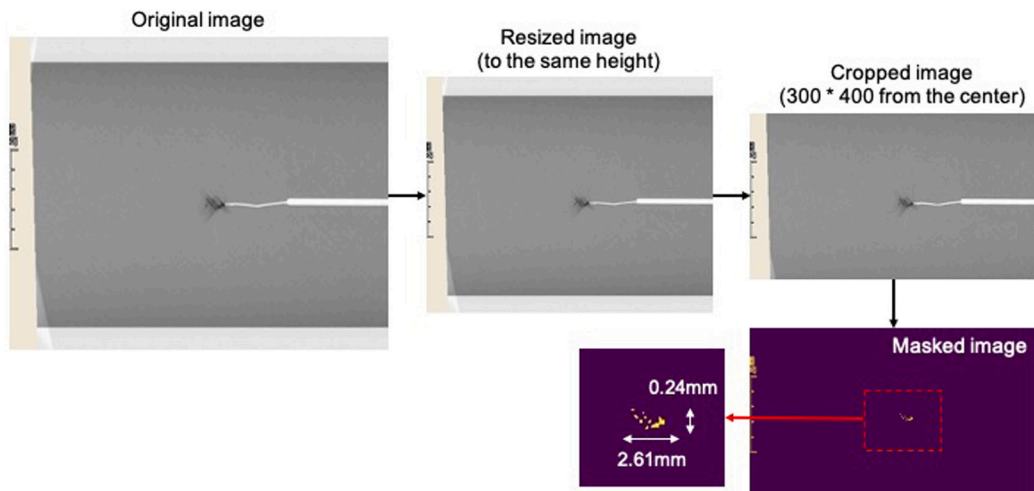 Original image
Resized image
(to the same height)
Cropped image
(300 * 400 from the center)
Masked image
0.24mm
2.61mm